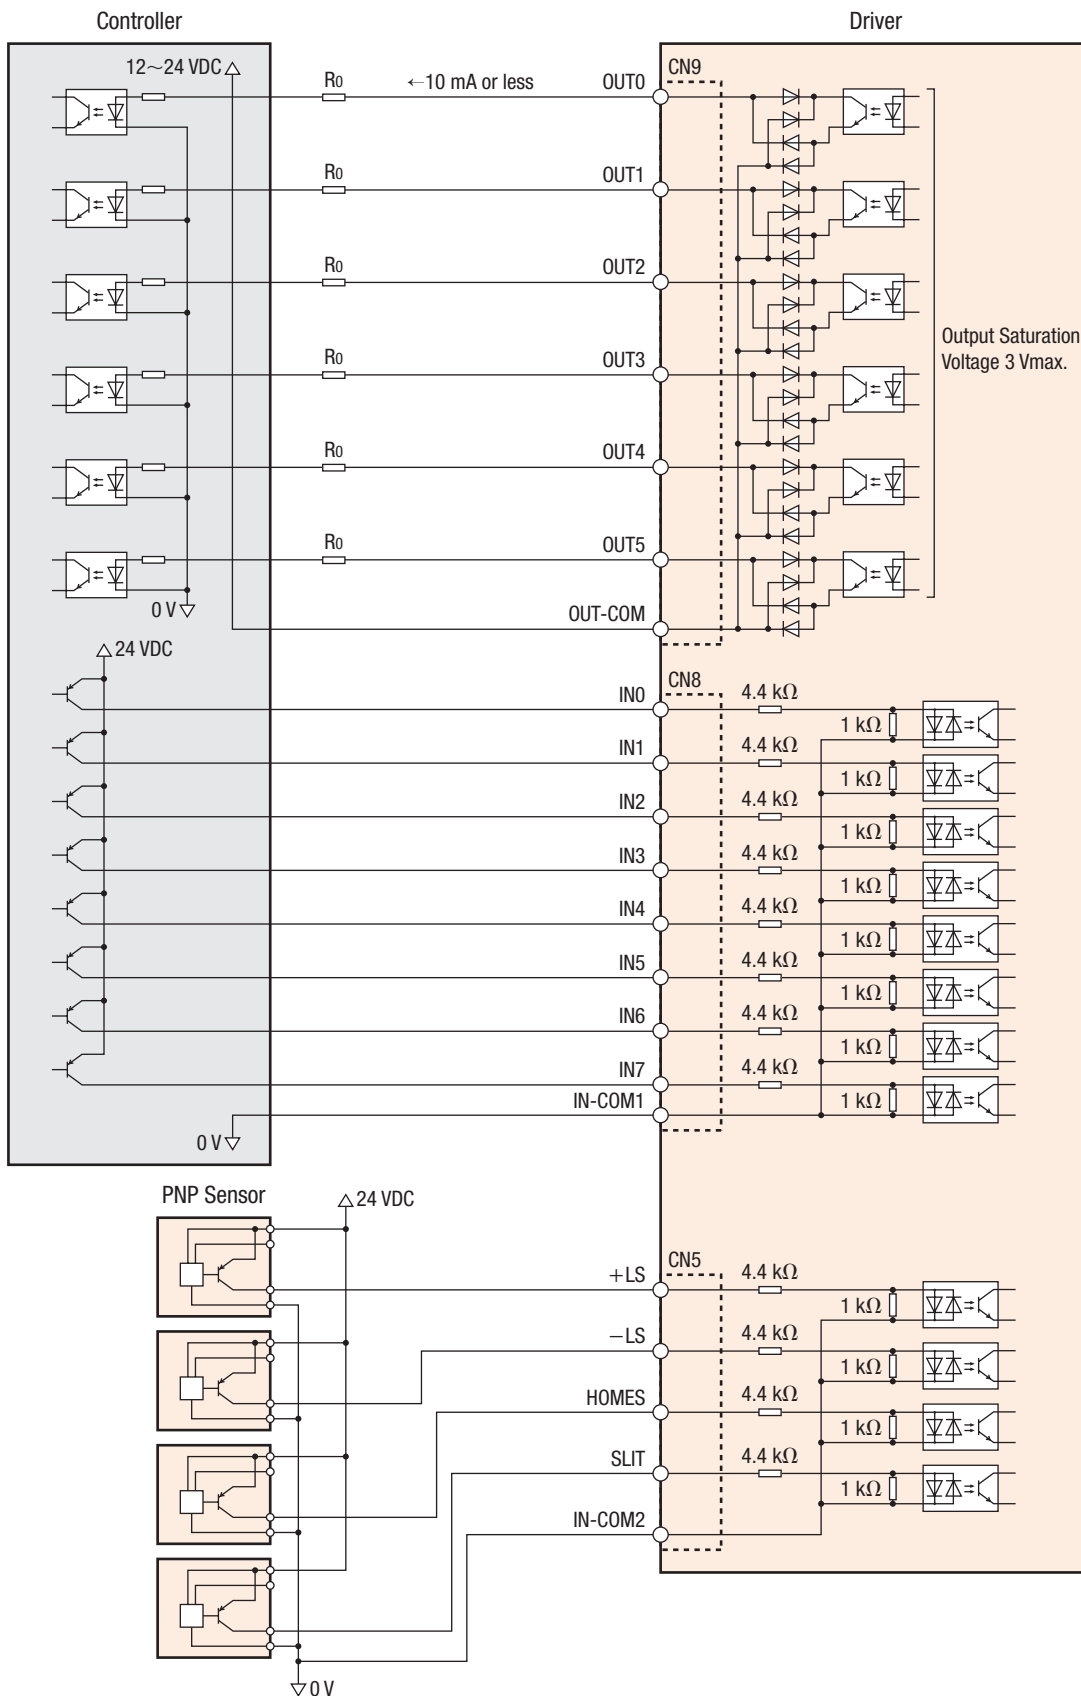 Controller
Driver
12~24 VDC
R0
←10 mA or less
OUT0
CN9
R0
OUT1
R0
OUT2
Output Saturation
Voltage 3 Vmax.
R0
OUT3
R0
OUT4
R0
OUT5
0 V
OUT-COM
24 VDC
CN8
IN0
4.4 kΩ
1 kΩ
IN1
4.4 kΩ
1 kΩ
IN2
4.4 kΩ
1 kΩ
IN3
4.4 kΩ
1 kΩ
IN4
4.4 kΩ
1 kΩ
IN5
4.4 kΩ
1 kΩ
IN6
4.4 kΩ
1 kΩ
IN7
4.4 kΩ
IN-COM1
1 kΩ
0 V
PNP Sensor
24 VDC
CN5
+LS
4.4 kΩ
1 kΩ
−LS
4.4 kΩ
1 kΩ
HOMES
4.4 kΩ
1 kΩ
SLIT
4.4 kΩ
1 kΩ
IN-COM2
0 V